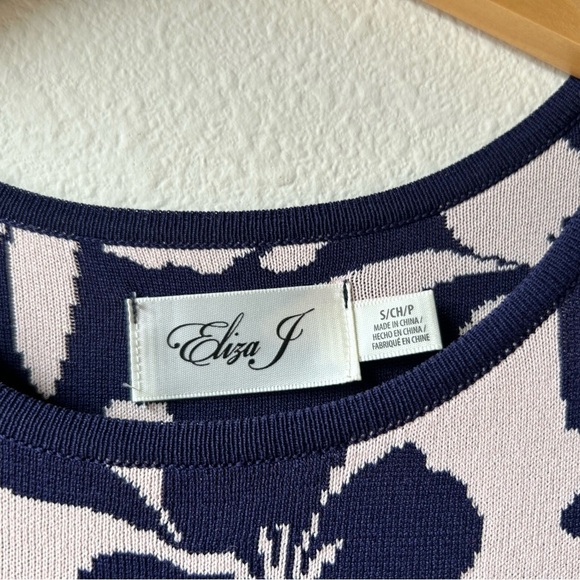 Eliza J
S/CH/P
MADE IN CHINA/
HECHO EN CHINA/
FABRIQUÉ EN CHINE